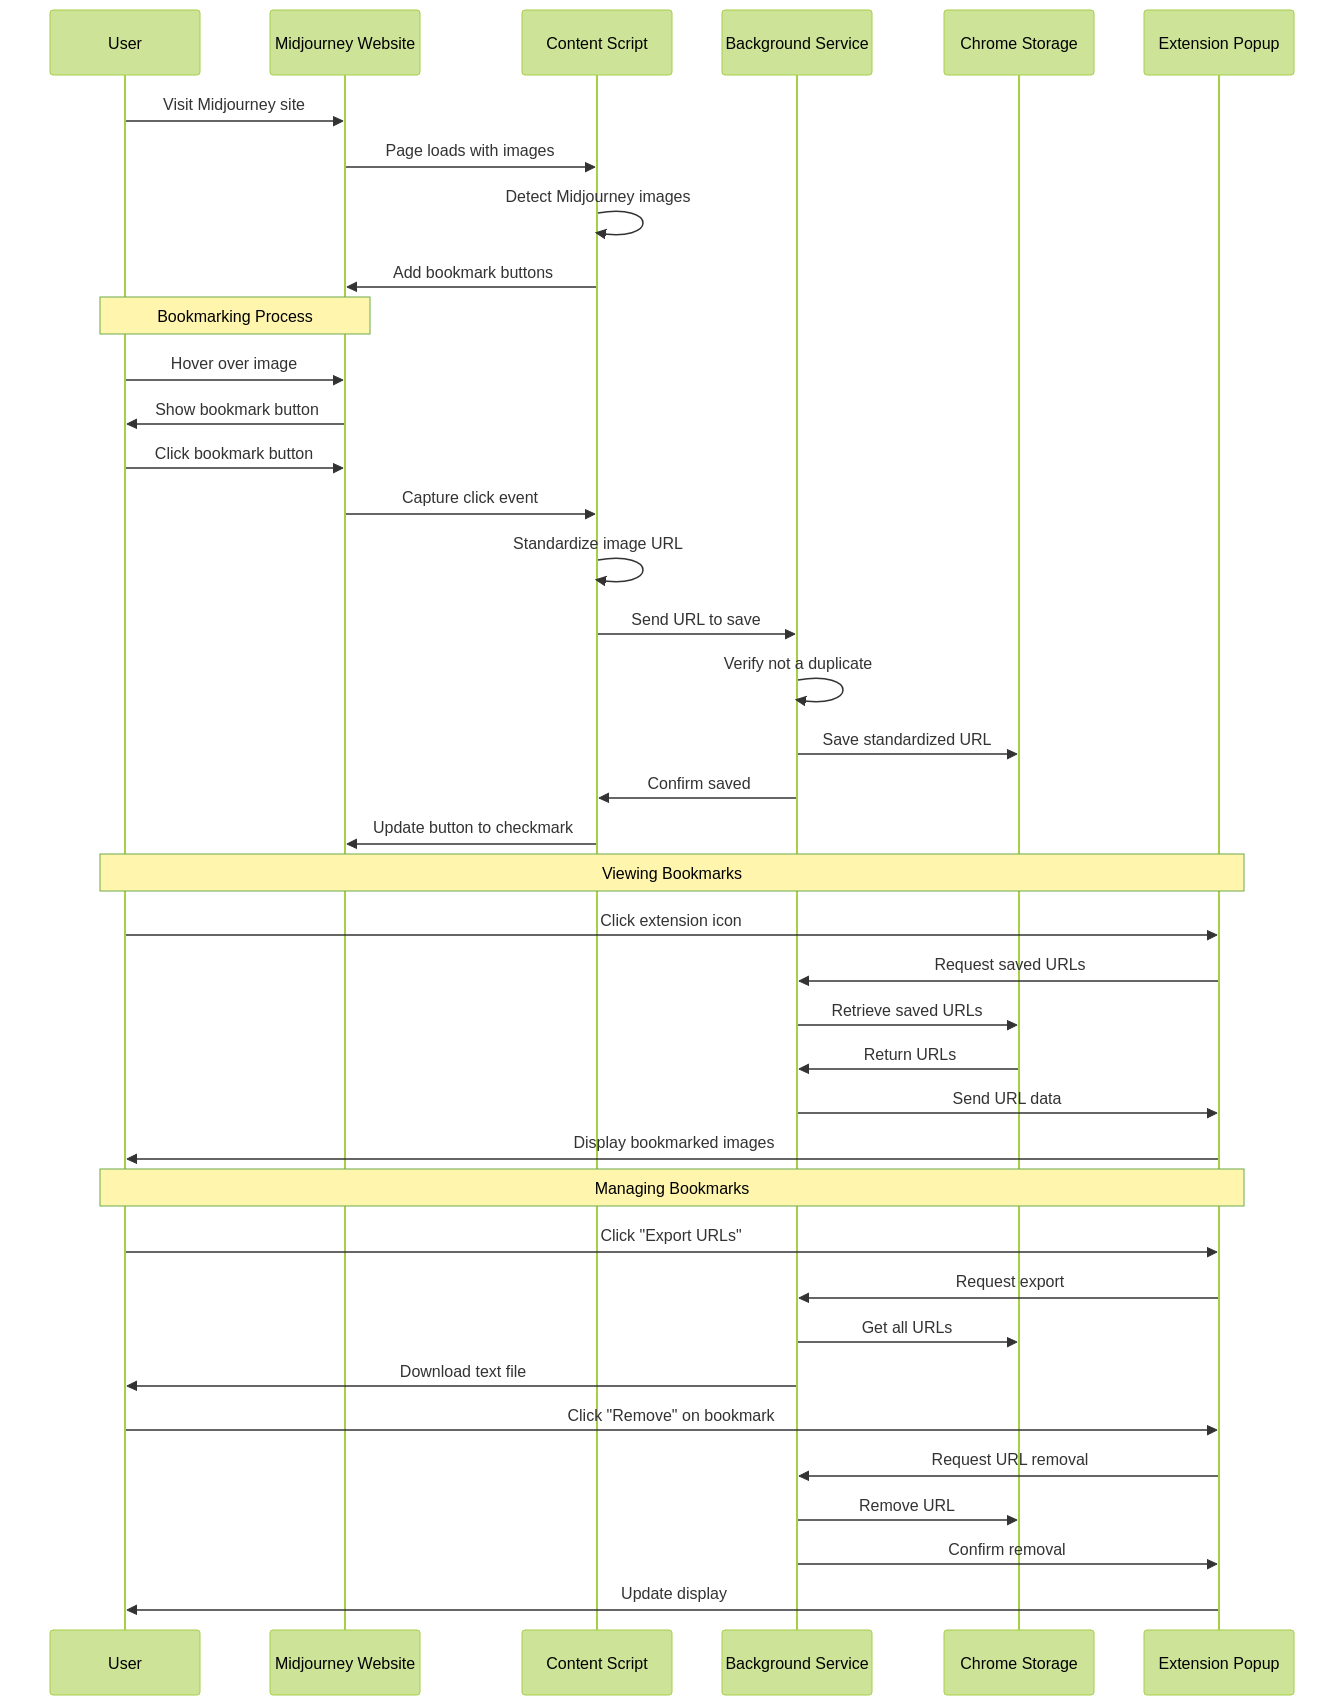 User
Midjourney Website
Content Script
Background Service
Chrome Storage
Extension Popup
Visit Midjourney site
Page loads with images
Detect Midjourney images
Add bookmark buttons
Bookmarking Process
Hover over image
Show bookmark button
Click bookmark button
Capture click event
Standardize image URL
Send URL to save
Verify not a duplicate
Save standardized URL
Confirm saved
Update button to checkmark
Viewing Bookmarks
Click extension icon
Request saved URLs
Retrieve saved URLs
Return URLs
Send URL data
Display bookmarked images
Managing Bookmarks
Click "Export URLs"
Request export
Get all URLs
Download text file
Click "Remove" on bookmark
Request URL removal
Remove URL
Confirm removal
Update display
User
Midjourney Website
Content Script
Background Service
Chrome Storage
Extension Popup